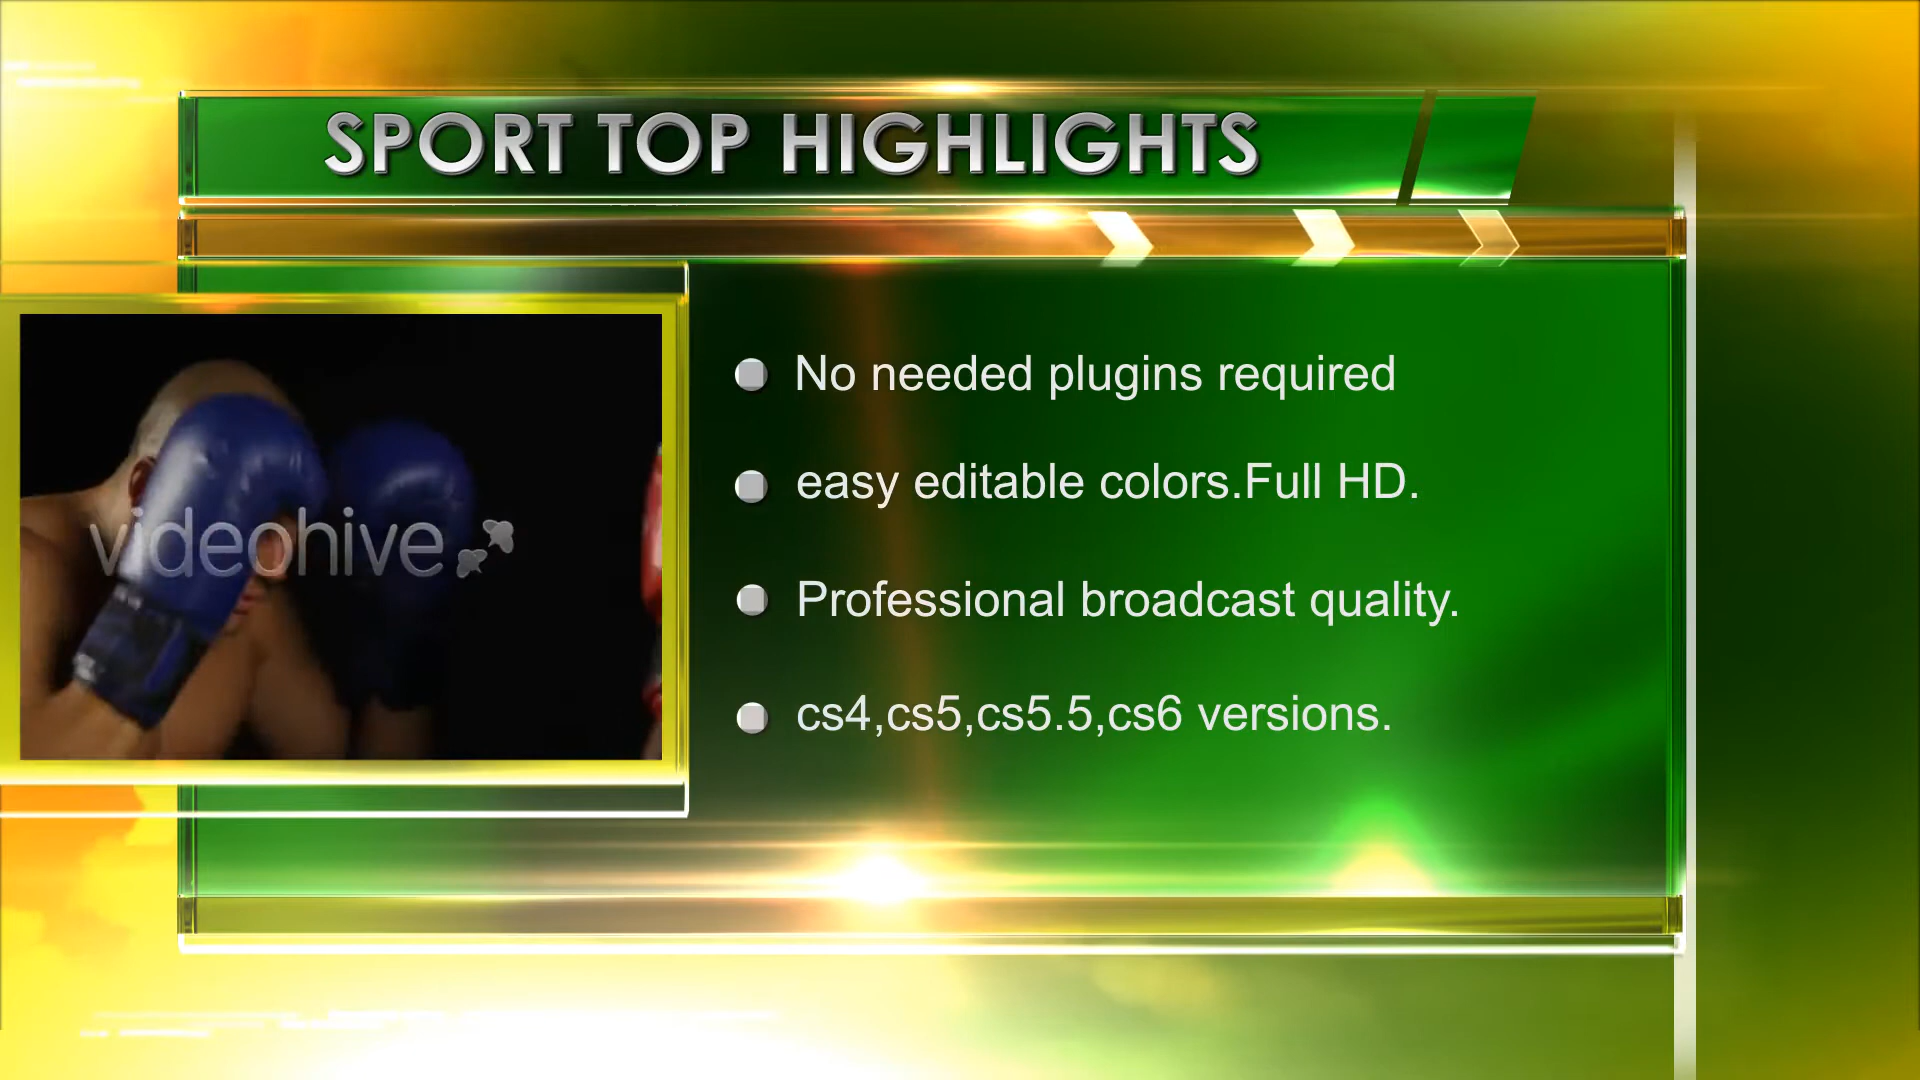 SPORT TOP HIGHLIGHTS
No needed plugins required
easy editable colors.Full HD.
videohive
Professional broadcast quality.
cs4,cs5,cs5.5,cs6 versions.